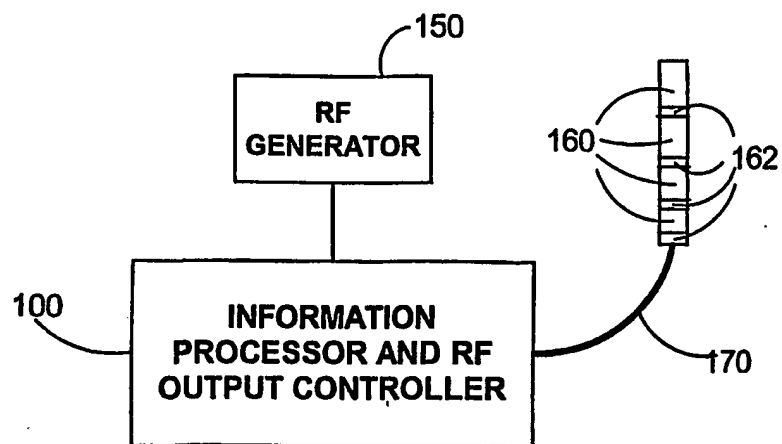 150
RF
GENERATOR
160
162
100
INFORMATION
PROCESSOR AND RF
OUTPUT CONTROLLER
170